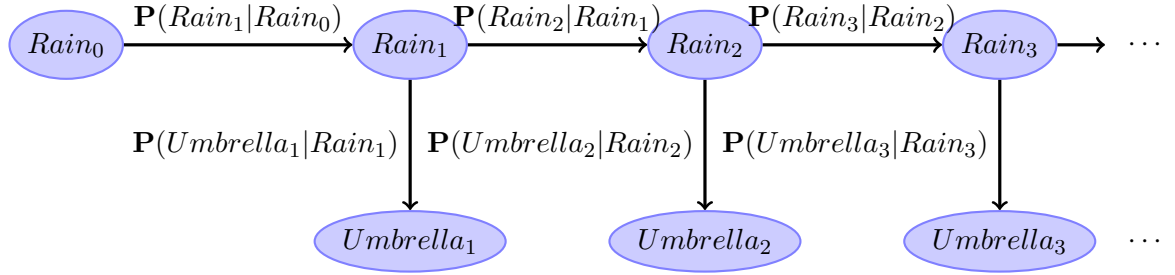 P(Rain₁|Rain₀) P(Rain₂|Rain₁) P(Rain₃|Rain₂)
Rain₀ Rain₁ Rain₂ Rain₃ ⋯
P(Umbrella₁|Rain₁) P(Umbrella₂|Rain₂) P(Umbrella₃|Rain₃)
Umbrella₁ Umbrella₂ Umbrella₃ ⋯